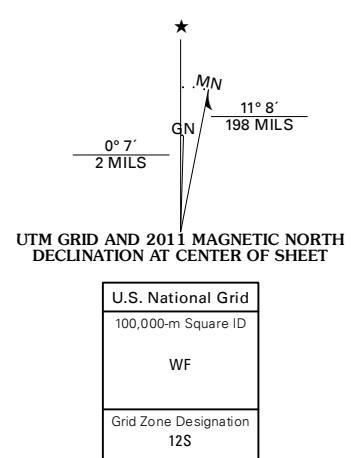 ★
MN
GN
11° 8´
198 MILS
0° 7´
2 MILS
UTM GRID AND 2011 MAGNETIC NORTH
DECLINATION AT CENTER OF SHEET
U.S. National Grid
100,000-m Square ID
WF
Grid Zone Designation
12S